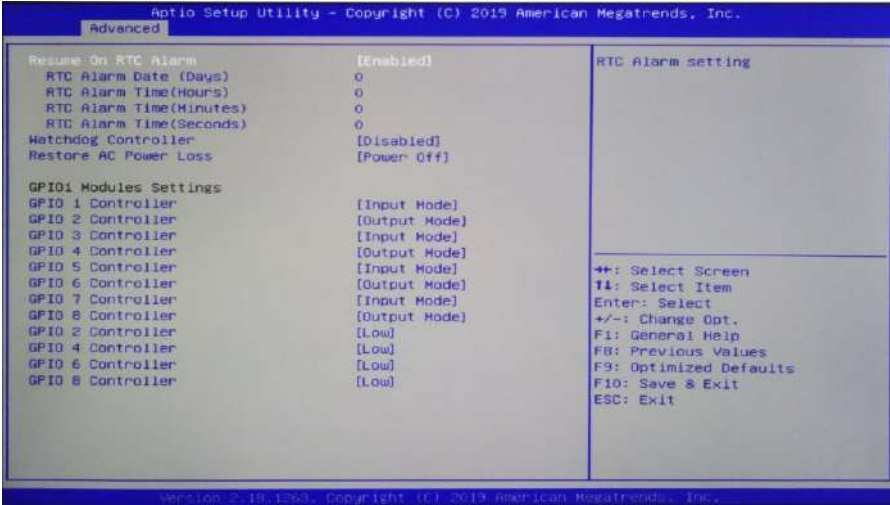 Aptio Setup Utility - Copyright (C) 2019 American Megatrends, Inc.
Advanced
Resume On RTC Alarm [Enabled]
RTC Alarm Date (Days) 0
RTC Alarm Time(Hours) 0
RTC Alarm Time(Minutes) 0
RTC Alarm Time(Seconds) 0
Watchdog Controller [Disabled]
Restore AC Power Loss [Power Off]
GPIO1 Modules Settings
GPIO 1 Controller [Input Mode]
GPIO 2 Controller [Output Mode]
GPIO 3 Controller [Input Mode]
GPIO 4 Controller [Output Mode]
GPIO 5 Controller [Input Mode]
GPIO 6 Controller [Output Mode]
GPIO 7 Controller [Input Mode]
GPIO 8 Controller [Output Mode]
GPIO 2 Controller [Low]
GPIO 4 Controller [Low]
GPIO 6 Controller [Low]
GPIO 8 Controller [Low]
RTC Alarm setting
→←: Select Screen
↑↓: Select Item
Enter: Select
+/-: Change Opt.
F1: General Help
F8: Previous Values
F9: Optimized Defaults
F10: Save & Exit
ESC: Exit
Version 2.18.1263. Copyright (C) 2019 American Megatrends, Inc.